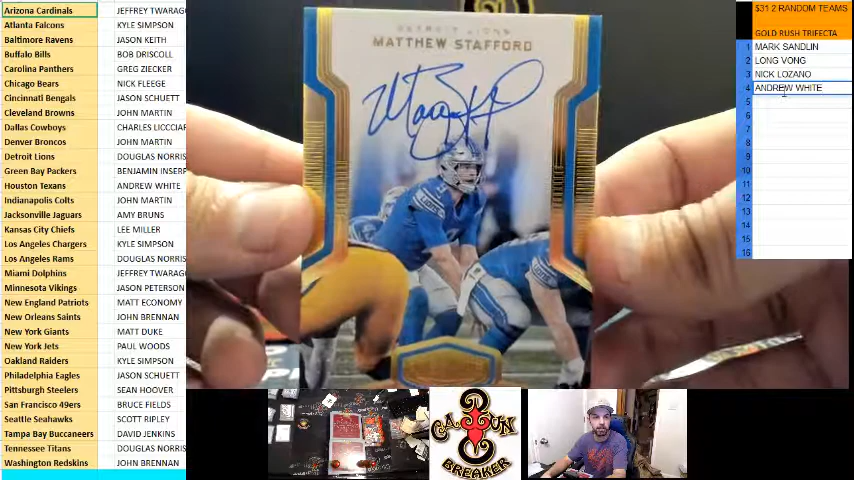 Arizona Cardinals JEFFREY TWARAG
Atlanta Falcons KYLE SIMPSON
Baltimore Ravens JASON KEITH
Buffalo Bills BOB DRISCOLL
Carolina Panthers GREG ZIECKER
Chicago Bears NICK FLEEGE
Cincinnati Bengals JASON SCHUETT
Cleveland Browns JOHN MARTIN
Dallas Cowboys CHARLES LICCCIAR
Denver Broncos JOHN MARTIN
Detroit Lions DOUGLAS NORRIS
Green Bay Packers BENJAMIN INSERR
Houston Texans ANDREW WHITE
Indianapolis Colts JOHN MARTIN
Jacksonville Jaguars AMY BRUNS
Kansas City Chiefs LEE MILLER
Los Angeles Chargers KYLE SIMPSON
Los Angeles Rams DOUGLAS NORRIS
Miami Dolphins JEFFREY TWARAG
Minnesota Vikings JASON PETERSON
New England Patriots MATT ECONOMY
New Orleans Saints JOHN BRENNAN
New York Giants MATT DUKE
New York Jets PAUL WOODS
Oakland Raiders KYLE SIMPSON
Philadelphia Eagles JASON SCHUETT
Pittsburgh Steelers SEAN HOOVER
San Francisco 49ers BRUCE FIELDS
Seattle Seahawks SCOTT RIPLEY
Tampa Bay Buccaneers DAVID JENKINS
Tennessee Titans DOUGLAS NORRIS
Washington Redskins JOHN BRENNAN
DETROIT LIONS
MATTHEW STAFFORD
CAJUN
BREAKER
$31 2 RANDOM TEAMS
GOLD RUSH TRIFECTA
1 MARK SANDLIN
2 LONG VONG
3 NICK LOZANO
4 ANDREW WHITE
5
6
7
8
9
10
11
12
13
14
15
16